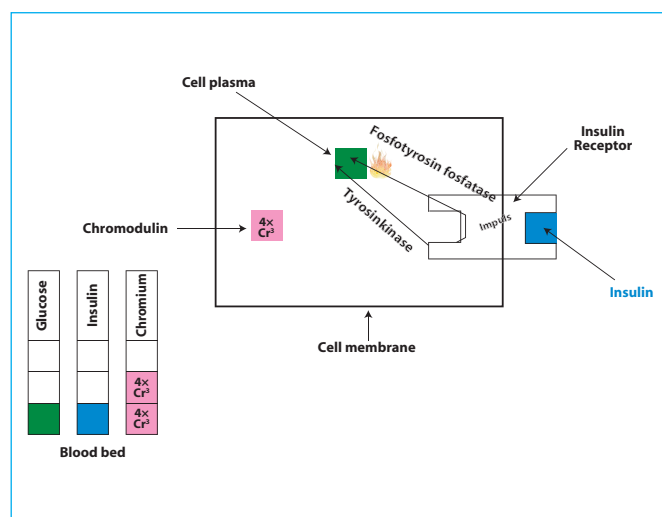 Cell plasma
Fosfotyrosin fosfatase
Insulin
Receptor
Tyrosinkinase
Impuls
4×
Cr³
Chromodulin
Insulin
Cell membrane
Glucose
Insulin
Chromium
4×
Cr³
4×
Cr³
Blood bed